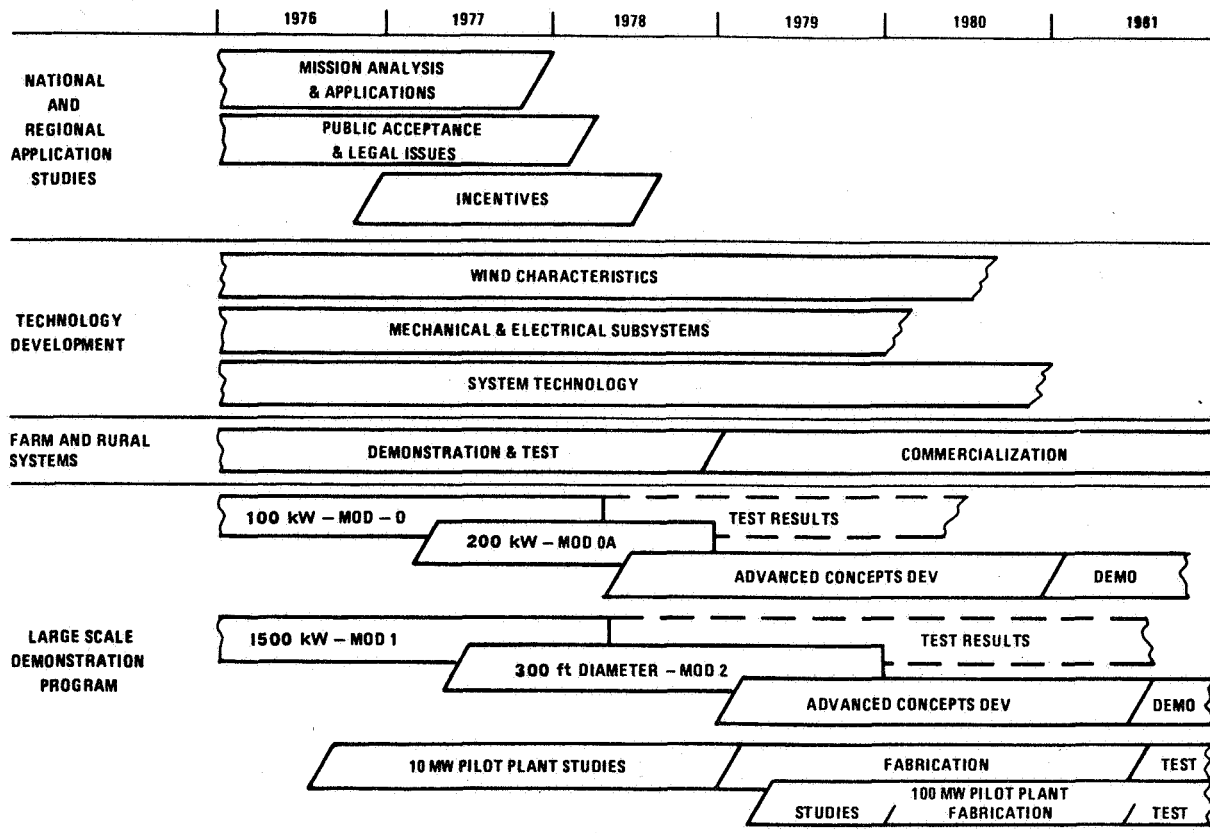 1976 1977 1978 1979 1980 1981
NATIONAL
AND
REGIONAL
APPLICATION
STUDIES
MISSION ANALYSIS
& APPLICATIONS
PUBLIC ACCEPTANCE
& LEGAL ISSUES
INCENTIVES
TECHNOLOGY
DEVELOPMENT
WIND CHARACTERISTICS
MECHANICAL & ELECTRICAL SUBSYSTEMS
SYSTEM TECHNOLOGY
FARM AND RURAL
SYSTEMS
DEMONSTRATION & TEST
COMMERCIALIZATION
LARGE SCALE
DEMONSTRATION
PROGRAM
100 kW – MOD – 0
TEST RESULTS
200 kW – MOD 0A
ADVANCED CONCEPTS DEV
DEMO
1500 kW – MOD 1
TEST RESULTS
300 ft DIAMETER – MOD 2
ADVANCED CONCEPTS DEV
DEMO
10 MW PILOT PLANT STUDIES
FABRICATION
TEST
100 MW PILOT PLANT
STUDIES / FABRICATION / TEST